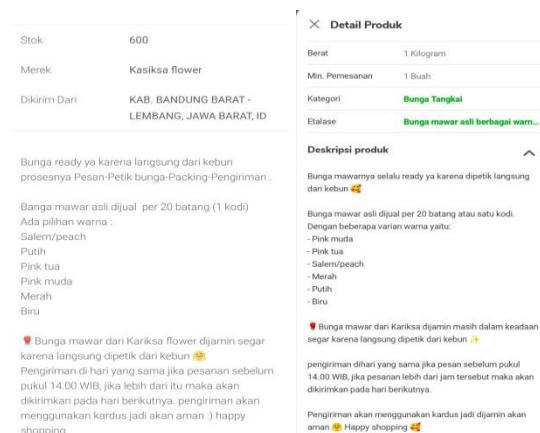 Stok 600
Merek Kasiksa flower
Dikirim Dari KAB. BANDUNG BARAT -
LEMBANG, JAWA BARAT, ID
Bunga ready ya karena langsung dari kebun
prosesnya Pesan-Petik bunga-Packing-Pengiriman .
Banga mawar asli dijual per 20 batang (1 kodi)
Ada pilihan warna :
Salem/peach
Putih
Pink tua
Pink muda
Merah
Biru
🌹 Bunga mawar dari Kariksa flower dijamin segar
karena langsung dipetik dari kebun 🤗
Pengiriman di hari yang sama jika pesanan sebelum
pukul 14.00 WIB, jika lebih dari itu maka akan
dikirimkan pada hari berikutnya. pengiriman akan
menggunakan kardus jadi akan aman :) happy
shopping
Detail Produk
Berat 1 Kilogram
Min. Pemesanan 1 Buah
Kategori Bunga Tangkai
Etalase Bunga mawar asli berbagai warn...
Deskripsi produk
Bunga mawarnya selalu ready ya karena dipetik langsung
dari kebun 🥰
Bunga mawar asli dijual per 20 batang atau satu kodi.
Dengan beberapa varian warna yaitu:
- Pink muda
- Pink tua
- Salem/peach
- Merah
- Putih
- Biru
🌹 Bunga mawar dari Kariksa dijamin masih dalam keadaan
segar karena langsung dipetik dari kebun ✨
pengiriman dihari yang sama jika pesan sebelum pukul
14.00 WIB, jika pesanan lebih dari jam tersebut maka akan
dikirimkan pada hari berikutnya.
Pengiriman akan menggunakan kardus jadi dijamin akan
aman 🤗 Happy shopping 🥰